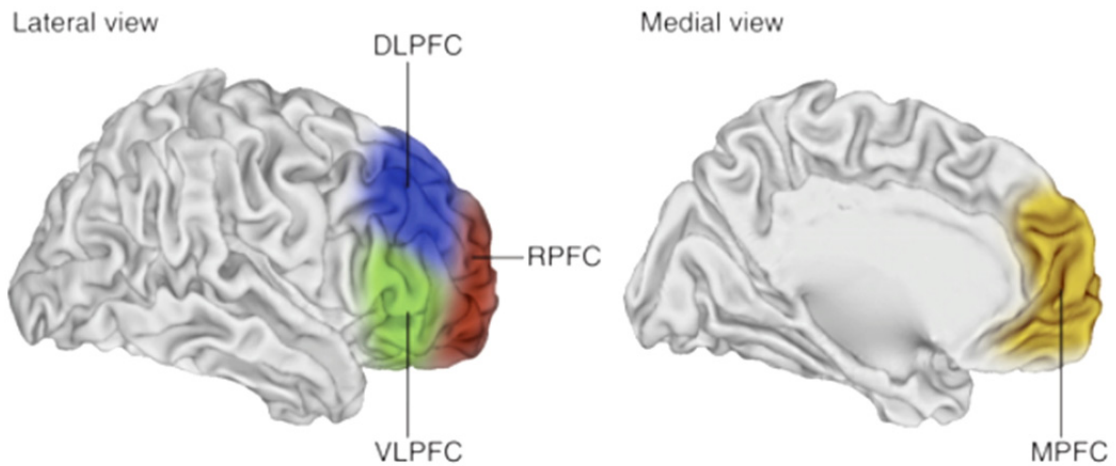 Lateral view
DLPFC
RPFC
VLPFC
Medial view
MPFC